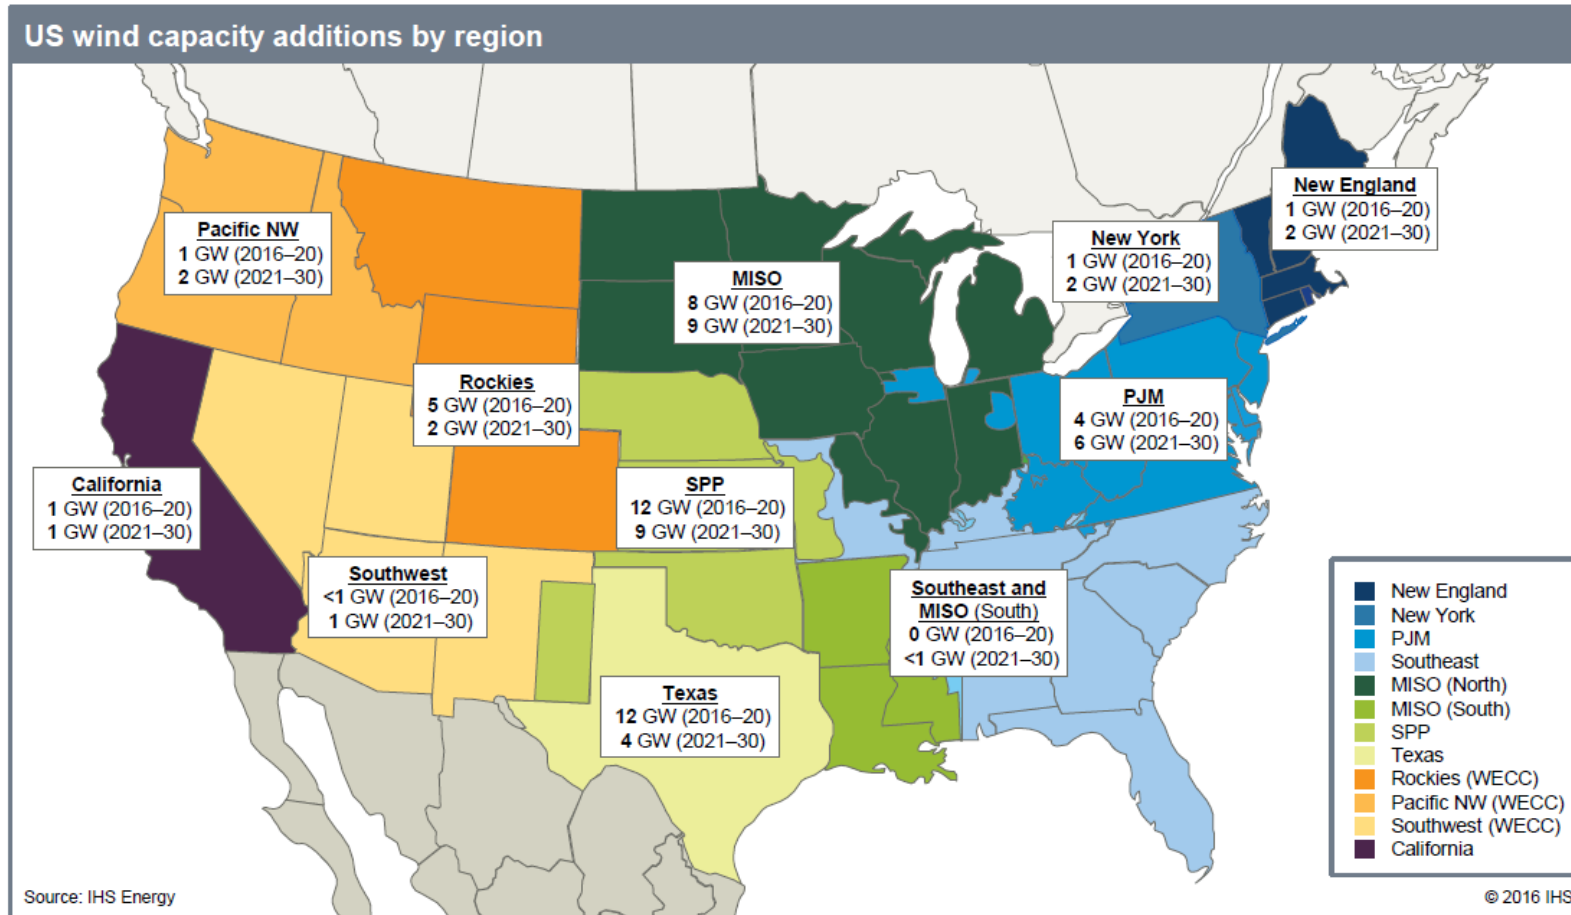 US wind capacity additions by region
New England
1 GW (2016–20)
2 GW (2021–30)
Pacific NW
1 GW (2016–20)
2 GW (2021–30)
New York
1 GW (2016–20)
2 GW (2021–30)
MISO
8 GW (2016–20)
9 GW (2021–30)
Rockies
5 GW (2016–20)
2 GW (2021–30)
PJM
4 GW (2016–20)
6 GW (2021–30)
California
1 GW (2016–20)
1 GW (2021–30)
SPP
12 GW (2016–20)
9 GW (2021–30)
Southwest
<1 GW (2016–20)
1 GW (2021–30)
Southeast and
MISO (South)
0 GW (2016–20)
<1 GW (2021–30)
Texas
12 GW (2016–20)
4 GW (2021–30)
New England
New York
PJM
Southeast
MISO (North)
MISO (South)
SPP
Texas
Rockies (WECC)
Pacific NW (WECC)
Southwest (WECC)
California
Source: IHS Energy
© 2016 IHS